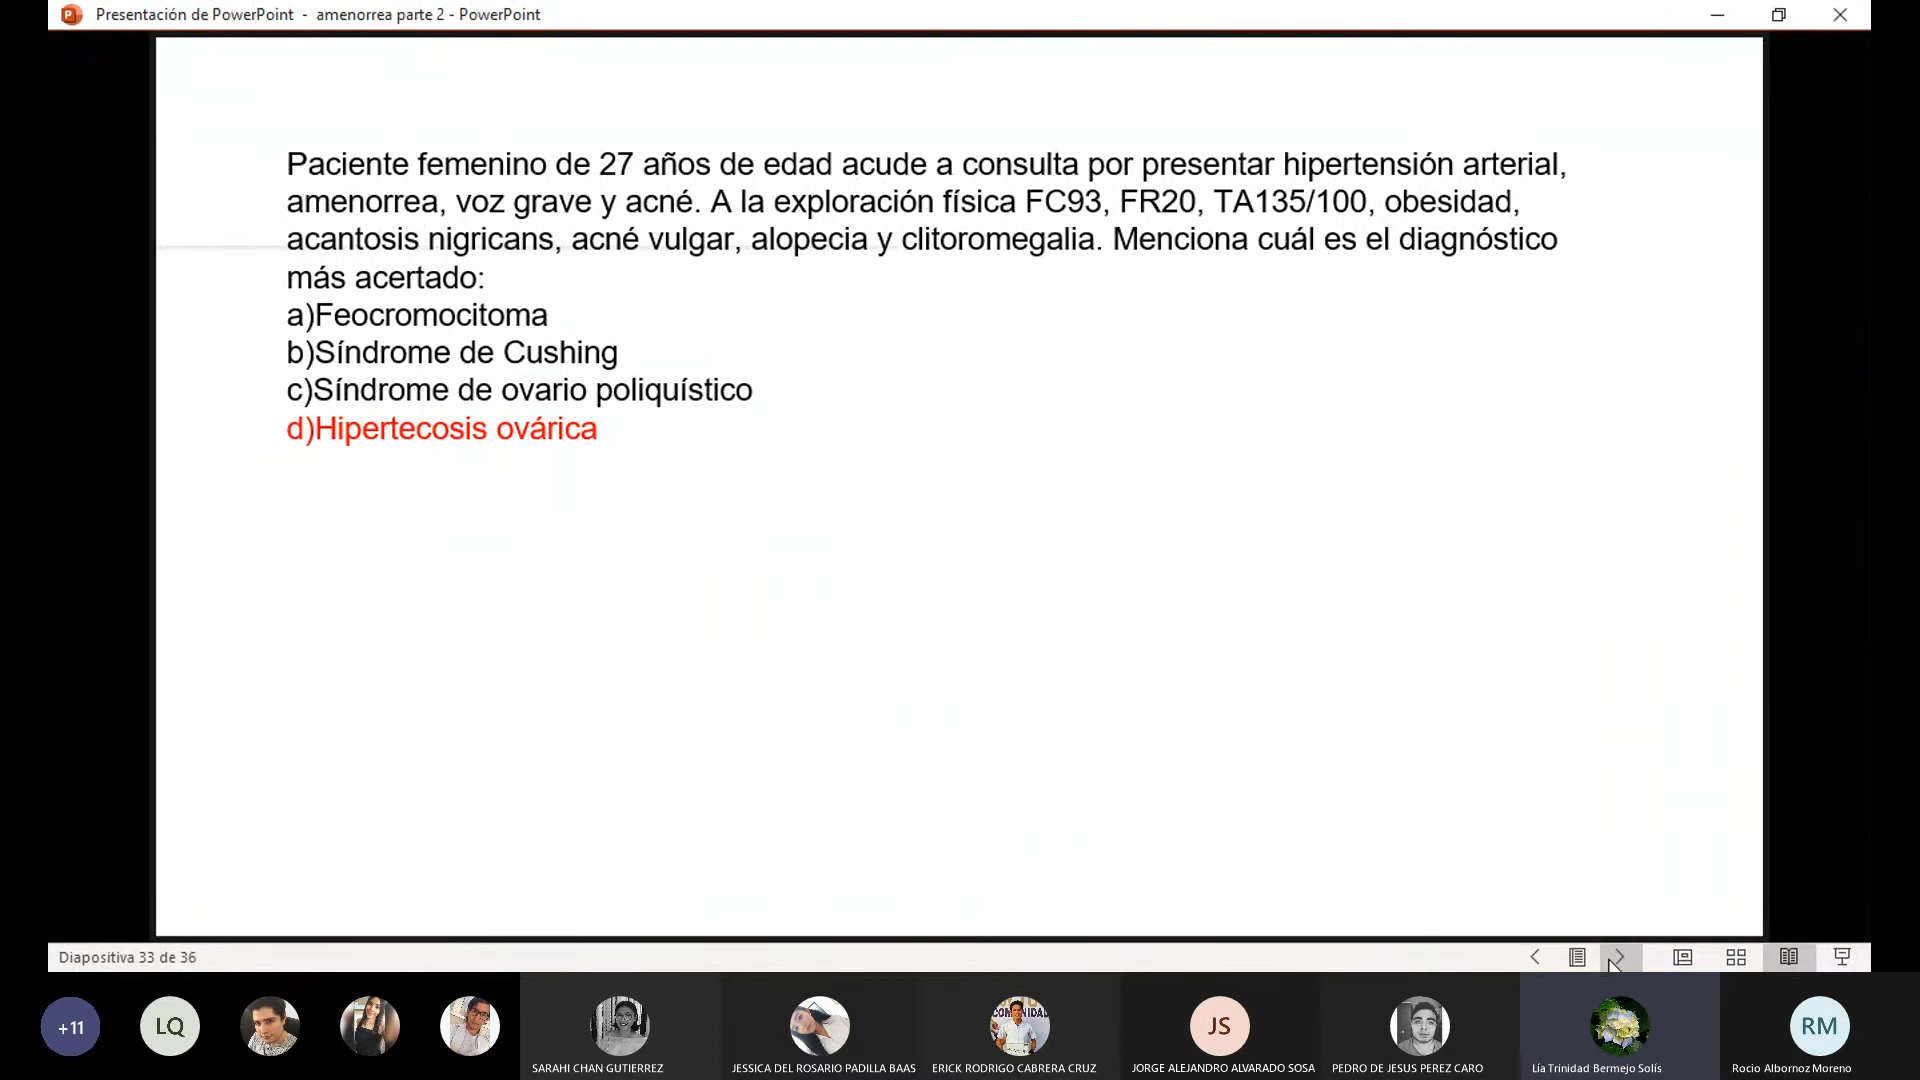 Presentación de PowerPoint - amenorrea parte 2 - PowerPoint
Paciente femenino de 27 años de edad acude a consulta por presentar hipertensión arterial,
amenorrea, voz grave y acné. A la exploración física FC93, FR20, TA135/100, obesidad,
acantosis nigricans, acné vulgar, alopecia y clitoromegalia. Menciona cuál es el diagnóstico
más acertado:
a)Feocromocitoma
b)Síndrome de Cushing
c)Síndrome de ovario poliquístico
d)Hipertecosis ovárica
Diapositiva 33 de 36
+11
LQ
COMUNIDAD
JS
RM
SARAHI CHAN GUTIERREZ
JESSICA DEL ROSARIO PADILLA BAAS
ERICK RODRIGO CABRERA CRUZ
JORGE ALEJANDRO ALVARADO SOSA
PEDRO DE JESUS PEREZ CARO
Lía Trinidad Bermejo Solís
Rocio Albornoz Moreno